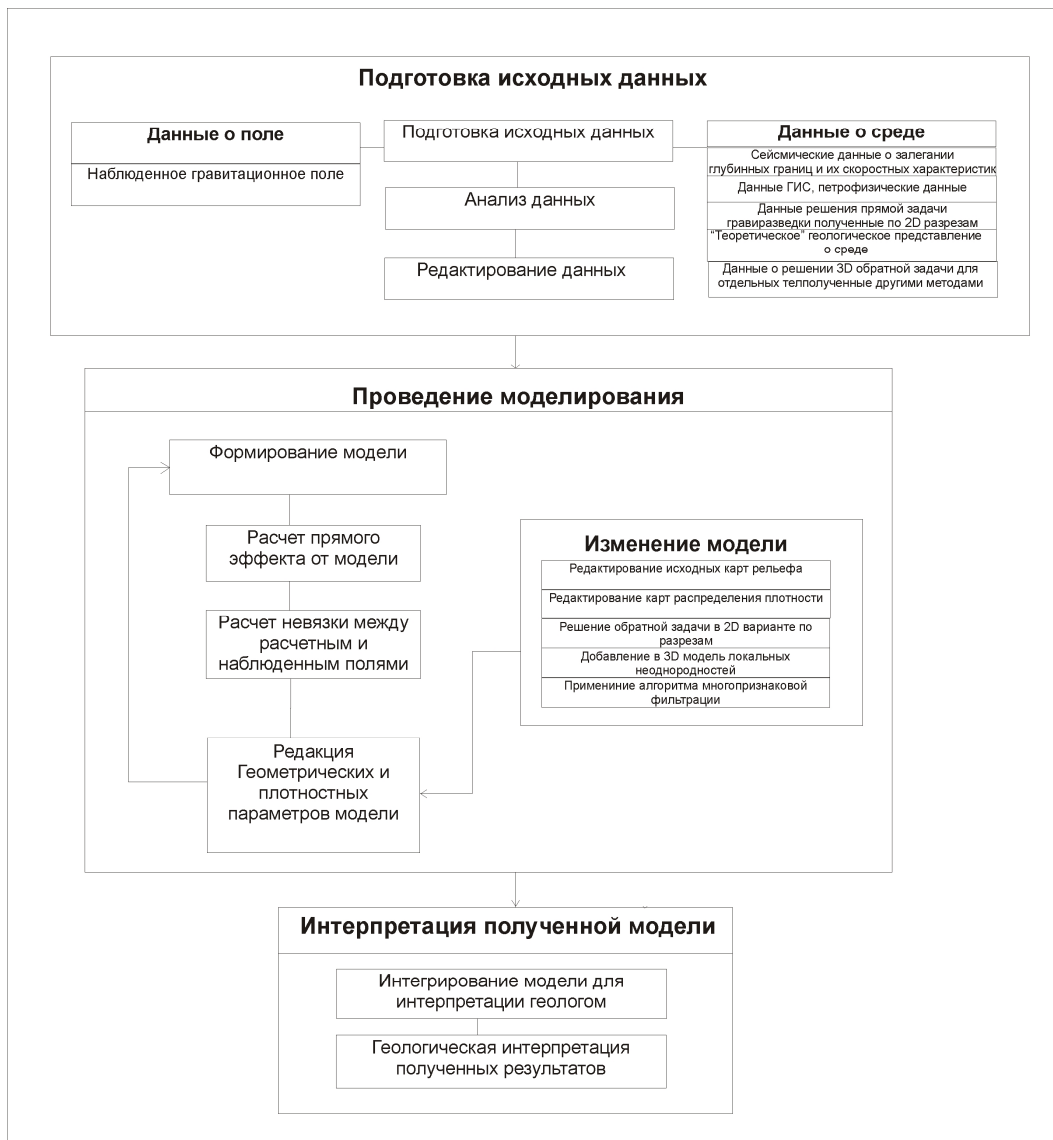 Подготовка исходных данных
Данные о поле
Наблюденное гравитационное поле
Подготовка исходных данных
Анализ данных
Редактирование данных
Данные о среде
Сейсмические данные о залегании
глубинных границ и их скоростных характеристик
Данные ГИС, петрофизические данные
Данные решения прямой задачи
гравиразведки полученные по 2D разрезам
"Теоретическое" геологическое представление
о среде
Данные о решении 3D обратной задачи для
отдельных телполученные другими методами
Проведение моделирования
Формирование модели
Расчет прямого
эффекта от модели
Расчет невязки между
расчетным и
наблюденным полями
Редакция
Геометрических и
плотностных
параметров модели
Изменение модели
Редактирование исходных карт рельефа
Редактирование карт распределения плотности
Решение обратной задачи в 2D варианте по
разрезам
Добавление в 3D модель локальных
неоднородностей
Применине алгоритма многопризнаковой
фильтрации
Интерпретация полученной модели
Интегрирование модели для
интерпретации геологом
Геологическая интерпретация
полученных результатов